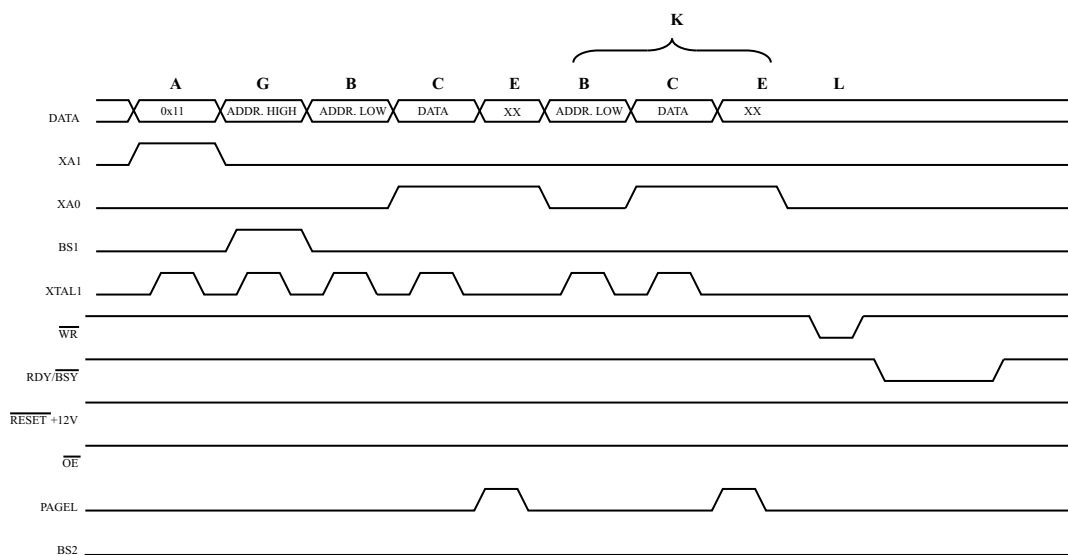 K
A G B C E B C E L
DATA 0x11 ADDR. HIGH ADDR. LOW DATA XX ADDR. LOW DATA XX
XA1
XA0
BS1
XTAL1
WR
RDY/BSY
RESET +12V
OE
PAGEL
BS2